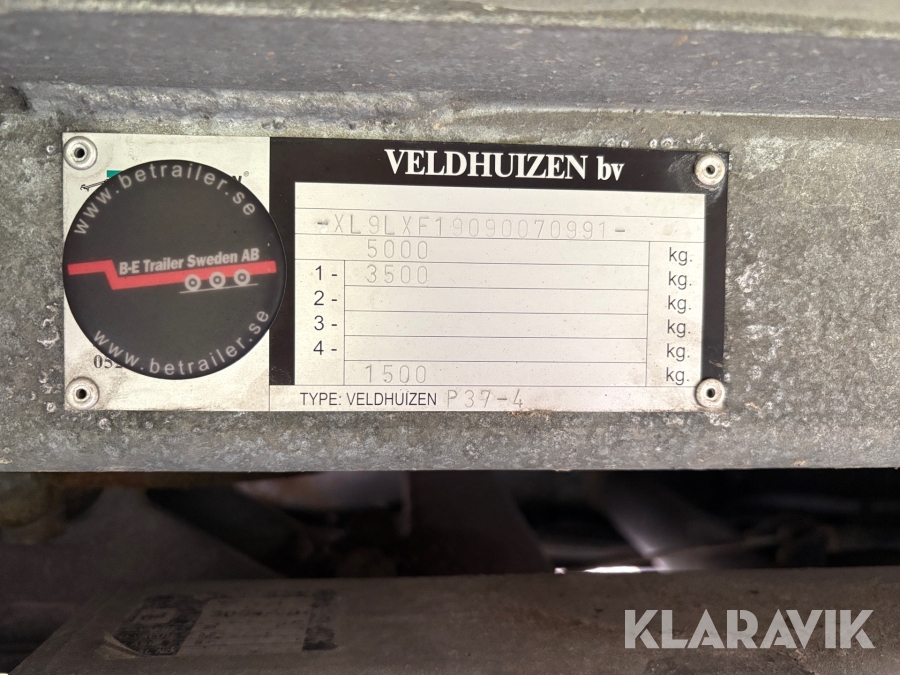 VELDHUIZEN bv
www.betrailer.se
B-E Trailer Sweden AB
www.betrailer.se
-XL9LXF19090070991-
5000 kg.
1- 3500 kg.
2- kg.
3- kg.
4- kg.
1500 kg.
TYPE: VELDHUIZEN P37-4
KLARAVIK